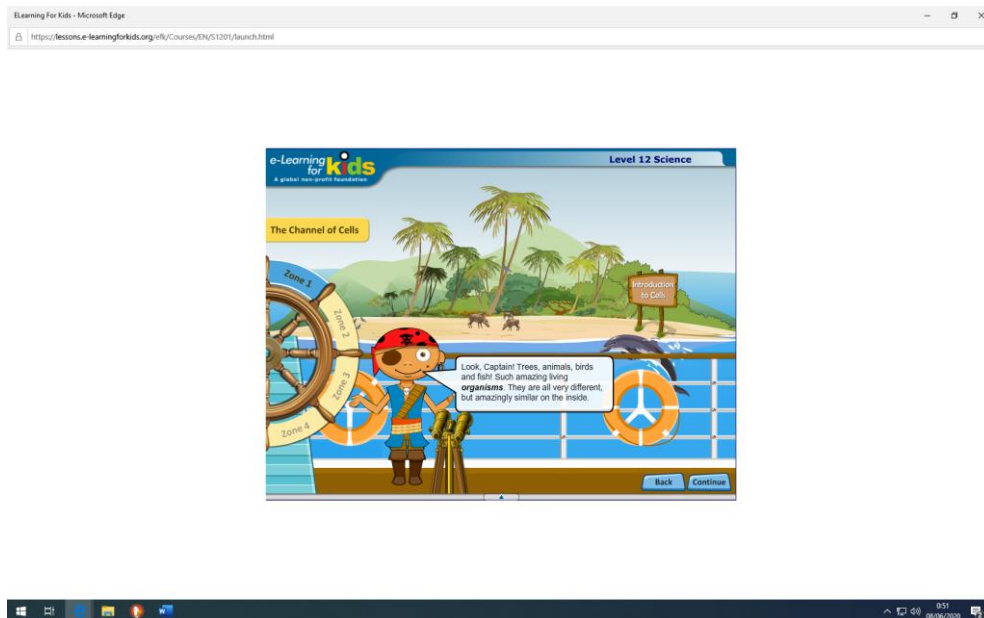 ELearning For Kids - Microsoft Edge
https://lessons.e-learningforkids.org/efk/Courses/EN/S1201/launch.html
e-Learning
for kids
A global non-profit foundation
Level 12 Science
The Channel of Cells
Zone 1
Zone 2
Zone 3
Zone 4
Introduction
to Cells
Look, Captain! Trees, animals, birds
and fish! Such amazing living
organisms. They are all very different,
but amazingly similar on the inside.
Back
Continue
0:51
08/06/2020